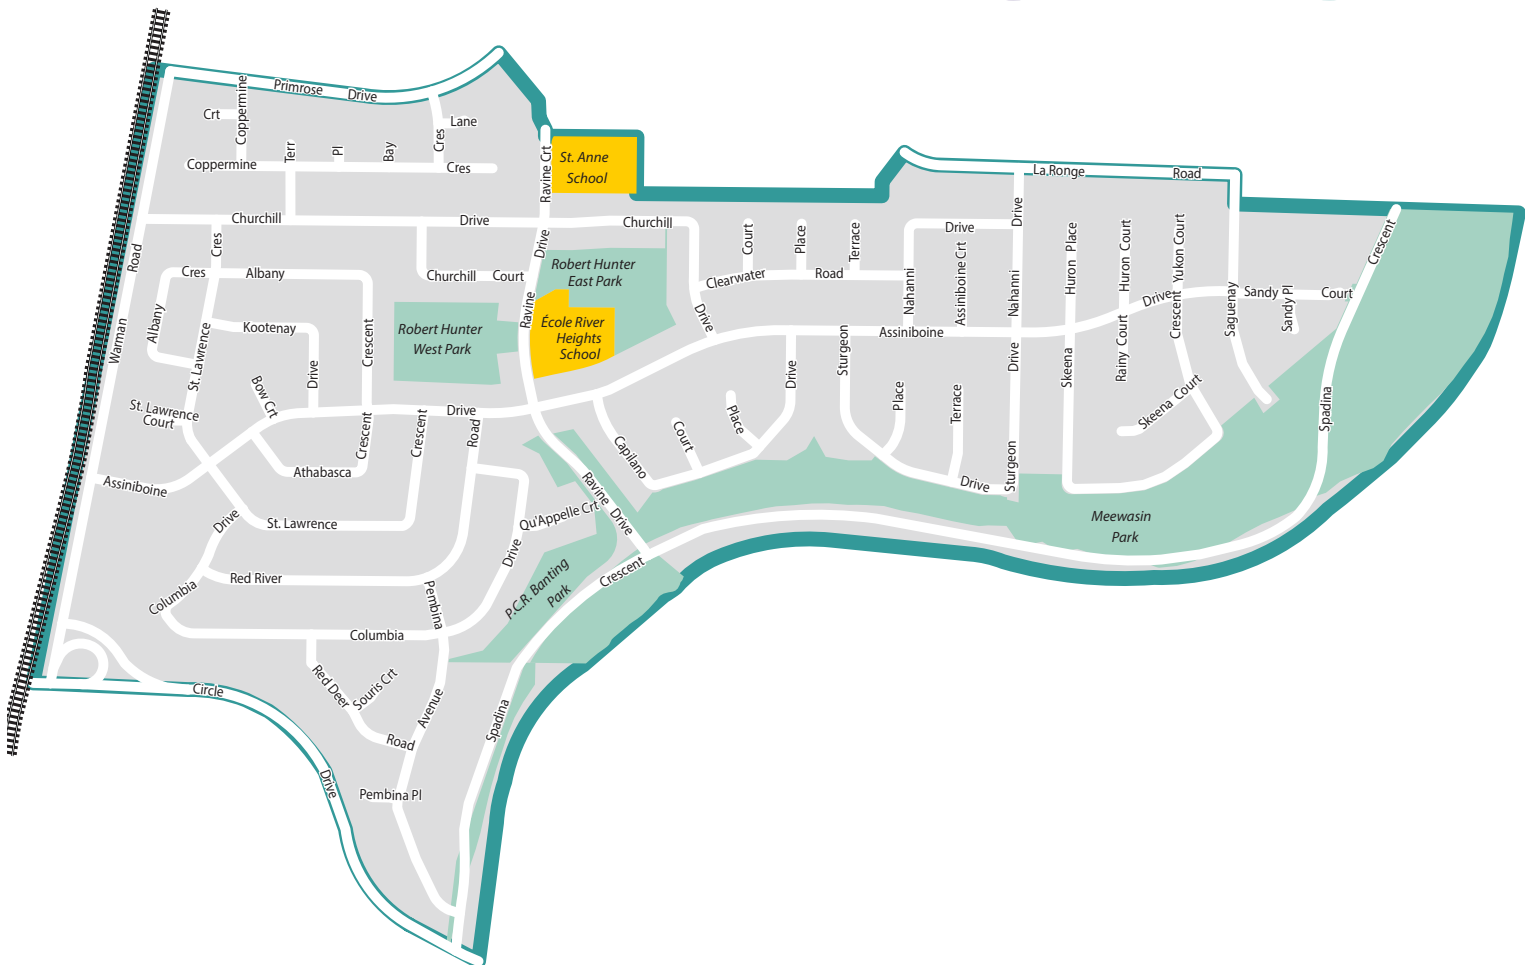 Primrose
Drive
Crt
Coppermine
Lane
Cres
Terr
Pl
Bay
Coppermine
Cres
Ravine Crt
St. Anne
School
La Ronge
Road
Churchill
Drive
Churchill
Drive
Road
Cres
Court
Place
Terrace
Drive
Assiniboine Crt
Drive
Huron Place
Huron Court
Yukon Court
Crescent
Cres
Albany
Churchill
Court
Robert Hunter
East Park
Clearwater
Road
Nahanni
Nahanni
Drive
Crescent
Saguenay
Sandy
Court
Sandy Pl
Warman
Albany
St. Lawrence
Kootenay
Drive
Crescent
Robert Hunter
West Park
Ravine
École River
Heights
School
Drive
Assiniboine
Sturgeon
Drive
Drive
Skeena
Rainy Court
Skeena Court
Spadina
St. Lawrence
Court
Bow Crt
Crescent
Crescent
Drive
Road
Capilano
Court
Place
Place
Terrace
Sturgeon
Drive
Assiniboine
Athabasca
Drive
St. Lawrence
Qu'Appelle Crt
Ravine
Drive
Drive
Meewasin
Park
Columbia
Red River
Pembina
P.C.R. Banting
Park
Crescent
Columbia
Red Deer
Souris Crt
Circle
Avenue
Road
Spadina
Drive
Pembina Pl